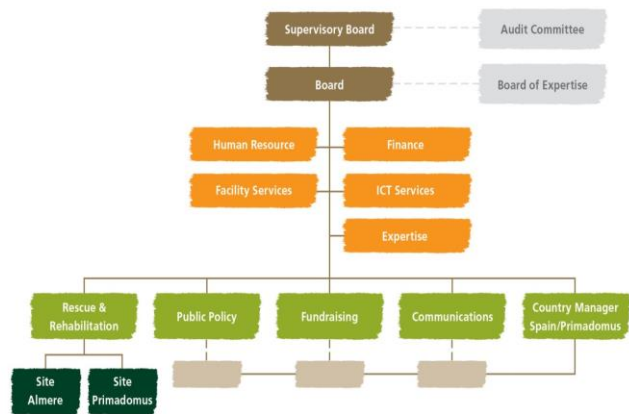 Supervisory Board
Audit Committee
Board
Board of Expertise
Human Resource
Finance
Facility Services
ICT Services
Expertise
Rescue &
Rehabilitation
Public Policy
Fundraising
Communications
Country Manager
Spain/Primadomus
Site
Almere
Site
Primadomus